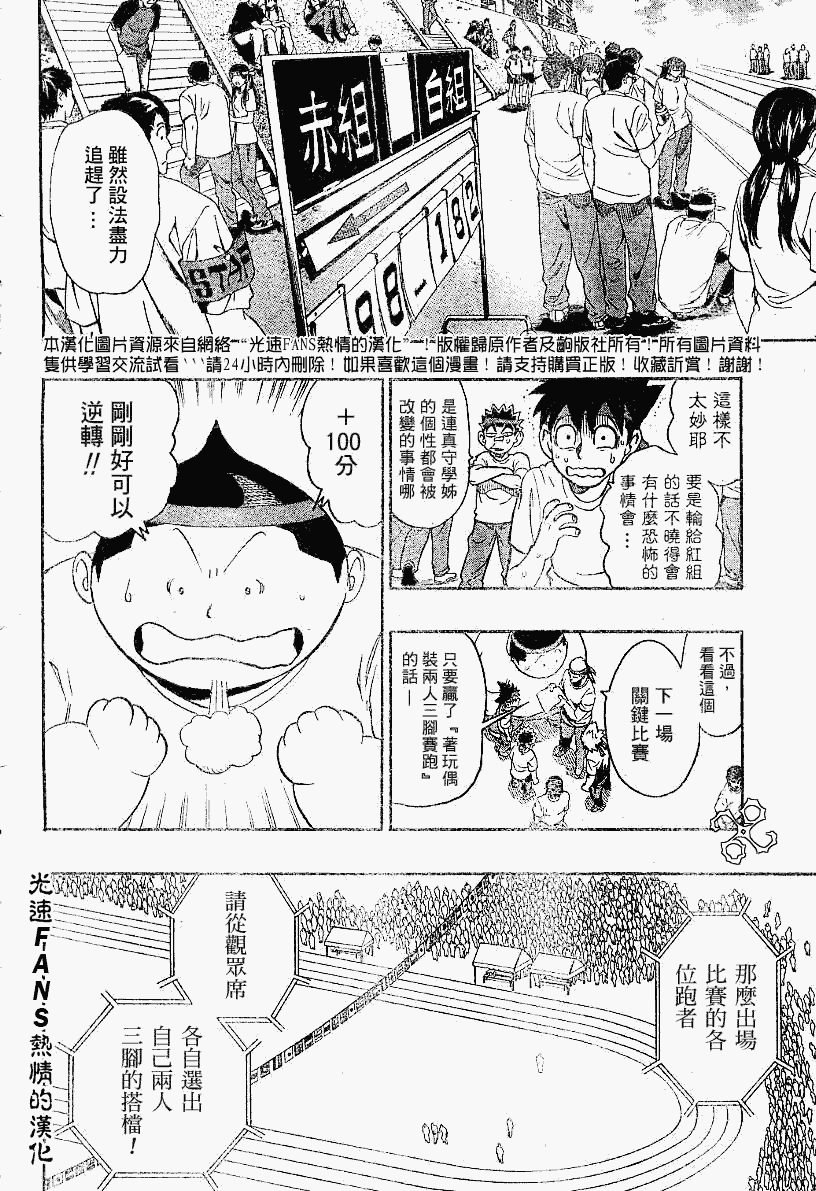 赤組
自組
98-182
STAF
雖然設法盡力
追趕了…
本漢化圖片資源來自網絡“光速FANS熱情的漢化”！版權歸原作者及齣版社所有！所有圖片資料
隻供學習交流試看```請24小時內刪除！如果喜歡這個漫畫！請支持購買正版！收藏訢賞！謝謝！
這樣不
太妙耶
要是輸給紅組
的話不曉得會
有什麼恐怖的
事情會…
是連真守學姊
的個性都會被
改變的事情哪
＋
100
分
剛剛好可以
逆轉!!
不過，
看看這個
下一場
關鍵比賽
只要贏了『著玩偶
裝兩人三腳賽跑』
的話—
那麼出場
比賽的各
位跑者
請從觀眾席
各自選出
自己兩人
三腳的搭檔！
光速FANS熱情的漢化